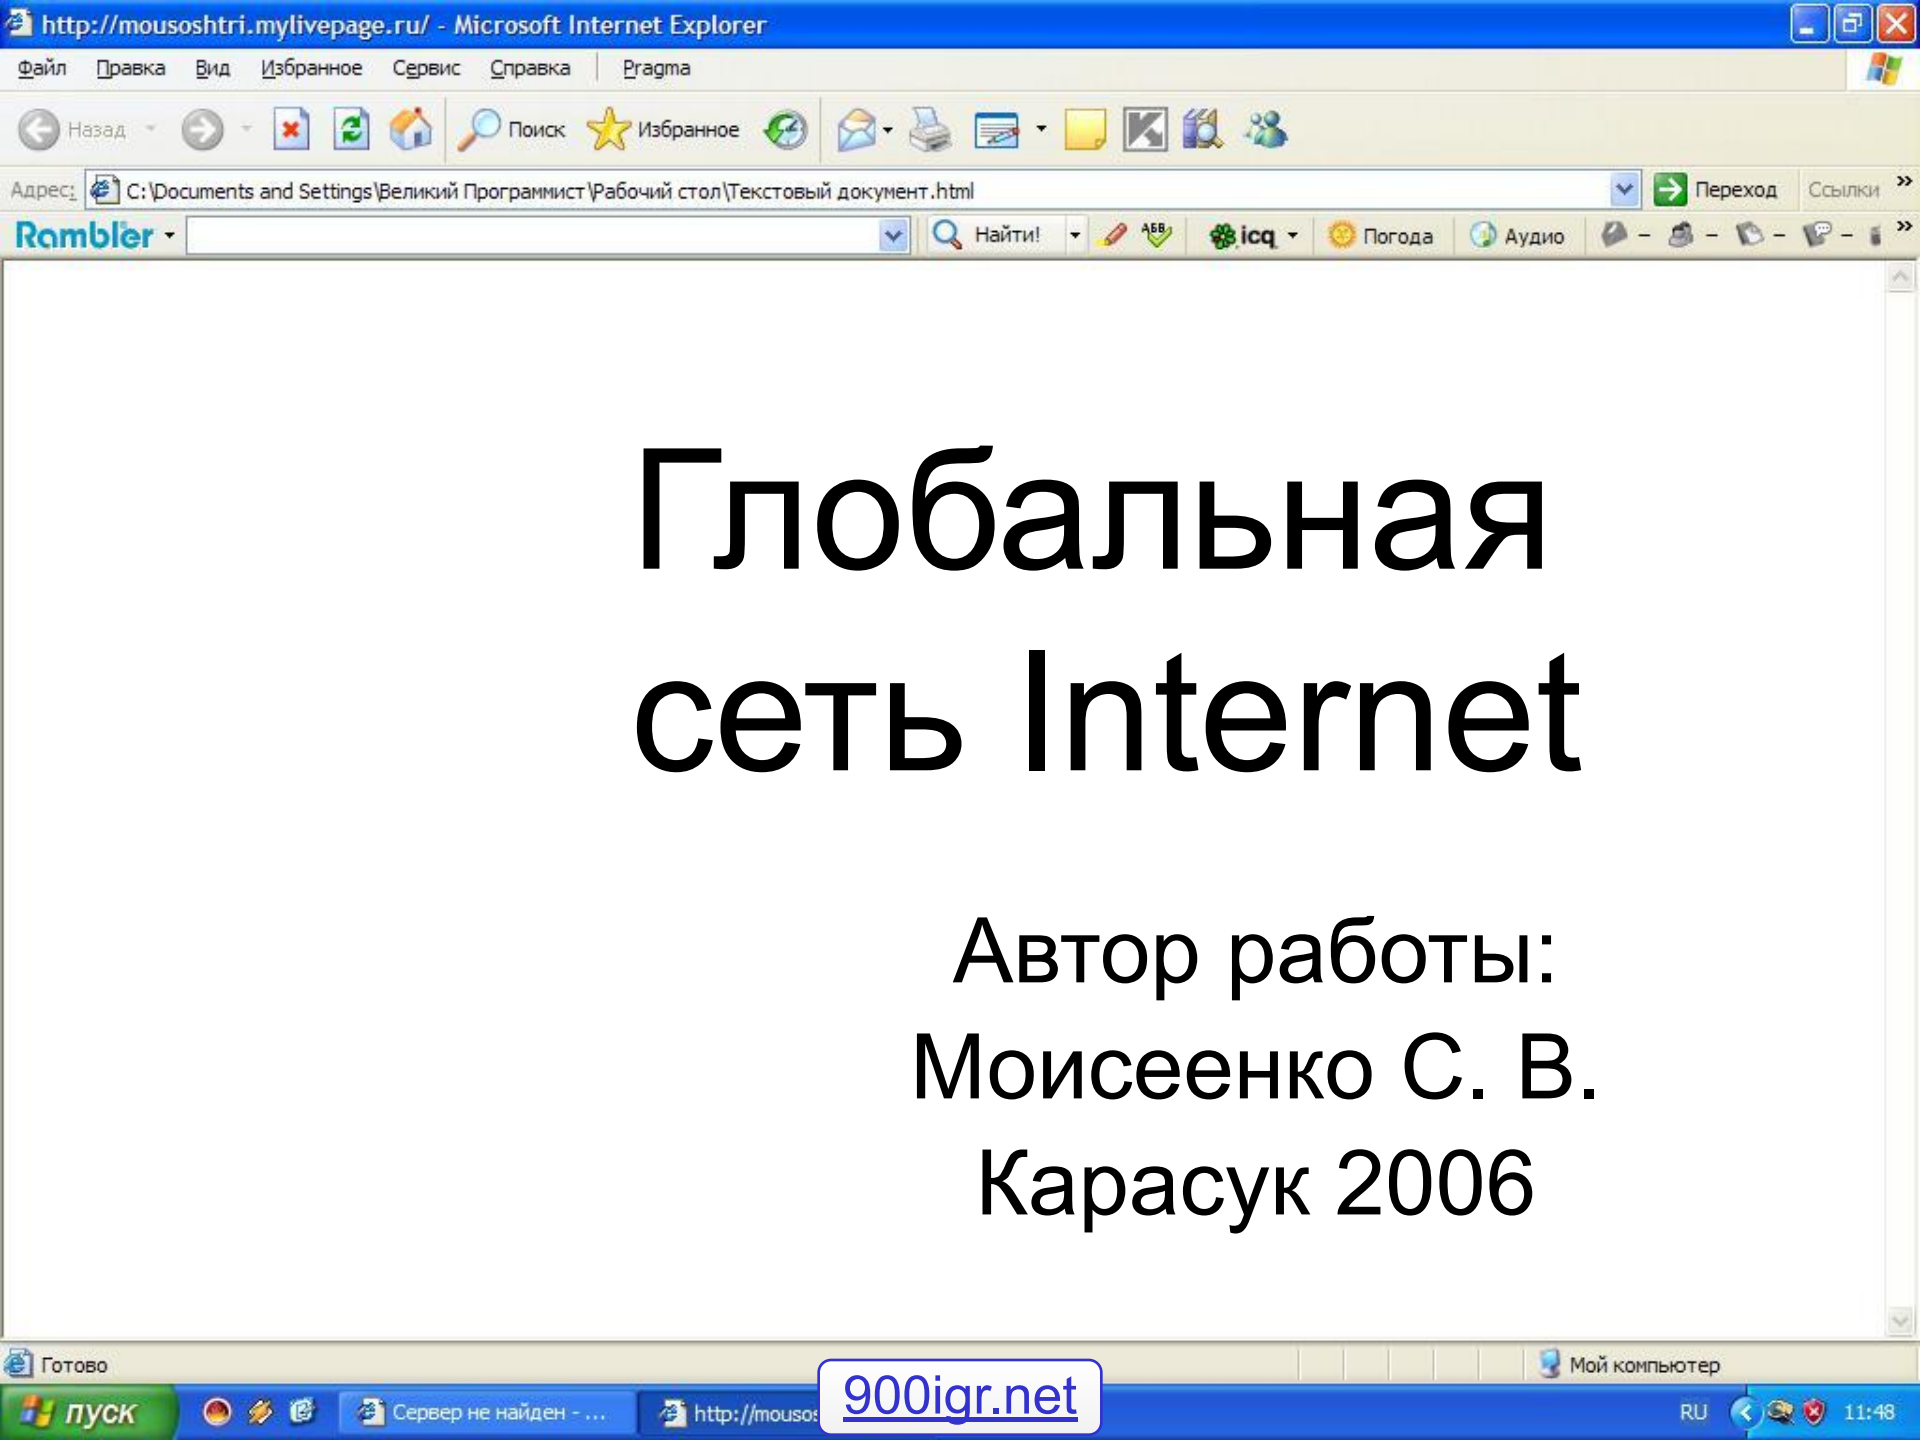 http://mousoshtri.mylivepage.ru/ - Microsoft Internet Explorer
Файл Правка Вид Избранное Сервис Справка Pragma
Назад Поиск Избранное
Адрес: C:\Documents and Settings\Великий Программист\Рабочий стол\Текстовый документ.html Переход Ссылки »
Rambler Найти! АБВ icq Погода Аудио »
Глобальная
сеть Internet
Автор работы:
Моисеенко С. В.
Карасук 2006
Готово Мой компьютер
пуск Сервер не найден - ... http://mousos 900igr.net RU 11:48